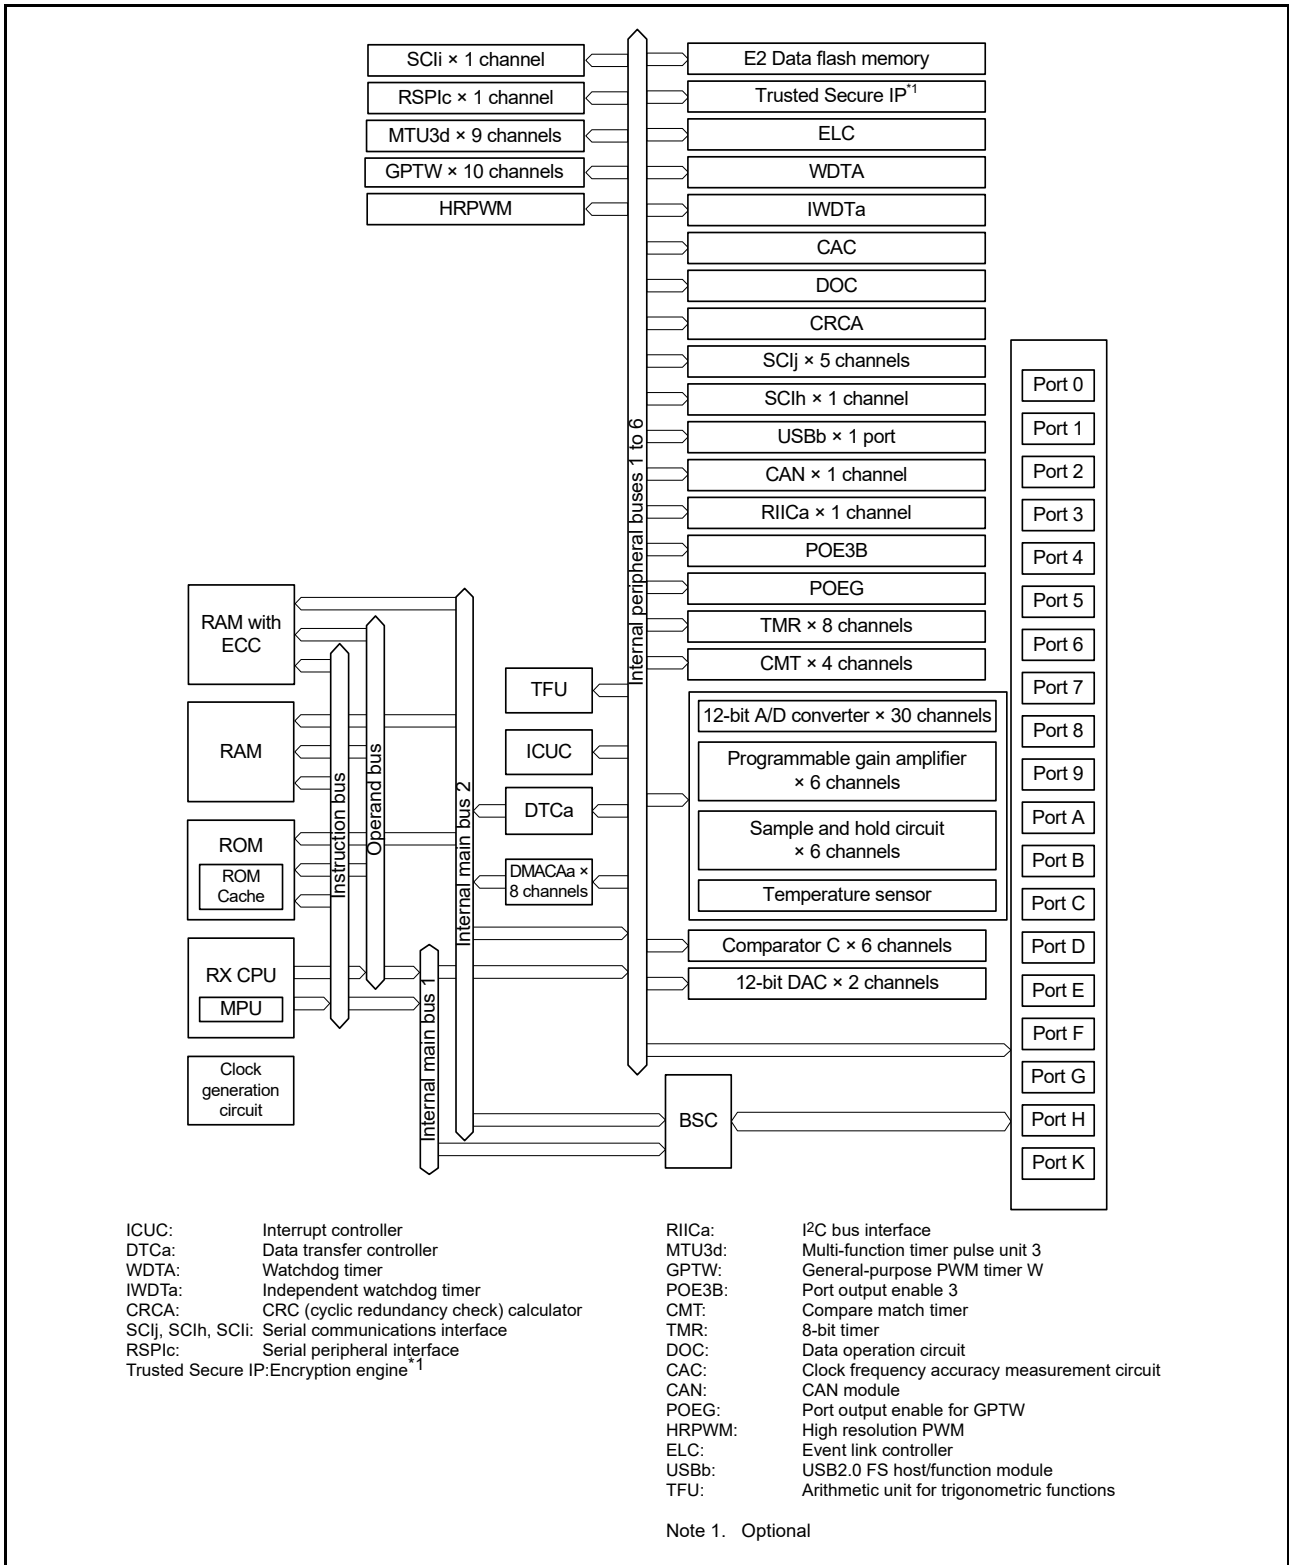 SCIi × 1 channel
RSPIc × 1 channel
MTU3d × 9 channels
GPTW × 10 channels
HRPWM
Internal peripheral buses 1 to 6
E2 Data flash memory
Trusted Secure IP*1
ELC
WDTA
IWDTa
CAC
DOC
CRCA
SCIj × 5 channels
SCIh × 1 channel
USBb × 1 port
CAN × 1 channel
RIICa × 1 channel
POE3B
POEG
TMR × 8 channels
CMT × 4 channels
12-bit A/D converter × 30 channels
Programmable gain amplifier
× 6 channels
Sample and hold circuit
× 6 channels
Temperature sensor
Comparator C × 6 channels
12-bit DAC × 2 channels
Port 0
Port 1
Port 2
Port 3
Port 4
Port 5
Port 6
Port 7
Port 8
Port 9
Port A
Port B
Port C
Port D
Port E
Port F
Port G
Port H
Port K
RAM with
ECC
RAM
ROM
ROM
Cache
RX CPU
MPU
Clock
generation
circuit
Instruction bus
Operand bus
Internal main bus 1
Internal main bus 2
TFU
ICUC
DTCa
DMACAa ×
8 channels
BSC
ICUC: Interrupt controller
DTCa: Data transfer controller
WDTA: Watchdog timer
IWDTa: Independent watchdog timer
CRCA: CRC (cyclic redundancy check) calculator
SCIj, SCIh, SCIi: Serial communications interface
RSPIc: Serial peripheral interface
Trusted Secure IP:Encryption engine*1
RIICa: I2C bus interface
MTU3d: Multi-function timer pulse unit 3
GPTW: General-purpose PWM timer W
POE3B: Port output enable 3
CMT: Compare match timer
TMR: 8-bit timer
DOC: Data operation circuit
CAC: Clock frequency accuracy measurement circuit
CAN: CAN module
POEG: Port output enable for GPTW
HRPWM: High resolution PWM
ELC: Event link controller
USBb: USB2.0 FS host/function module
TFU: Arithmetic unit for trigonometric functions
Note 1. Optional